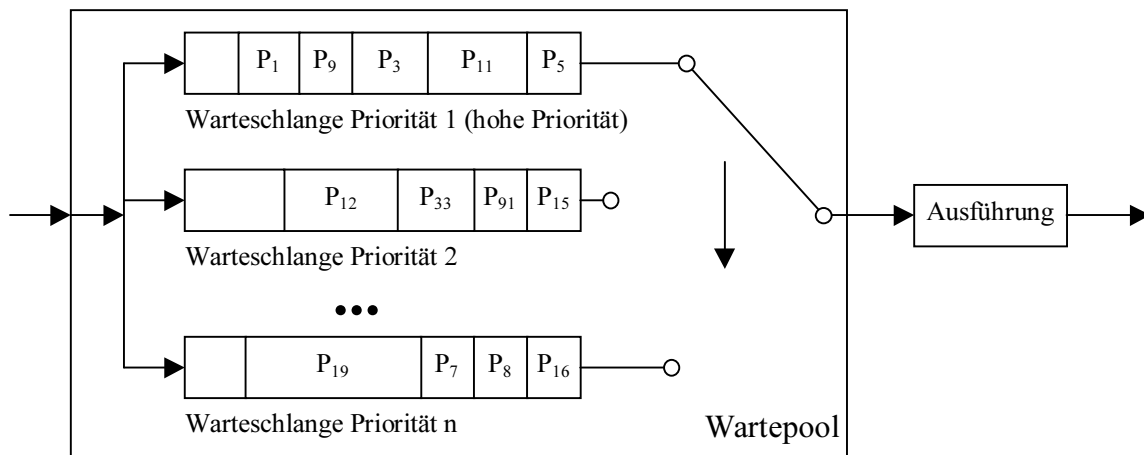 P₁ P₉ P₃ P₁₁ P₅
Warteschlange Priorität 1 (hohe Priorität)
P₁₂ P₃₃ P₉₁ P₁₅
Ausführung
Warteschlange Priorität 2
•••
P₁₉ P₇ P₈ P₁₆
Warteschlange Priorität n
Wartepool